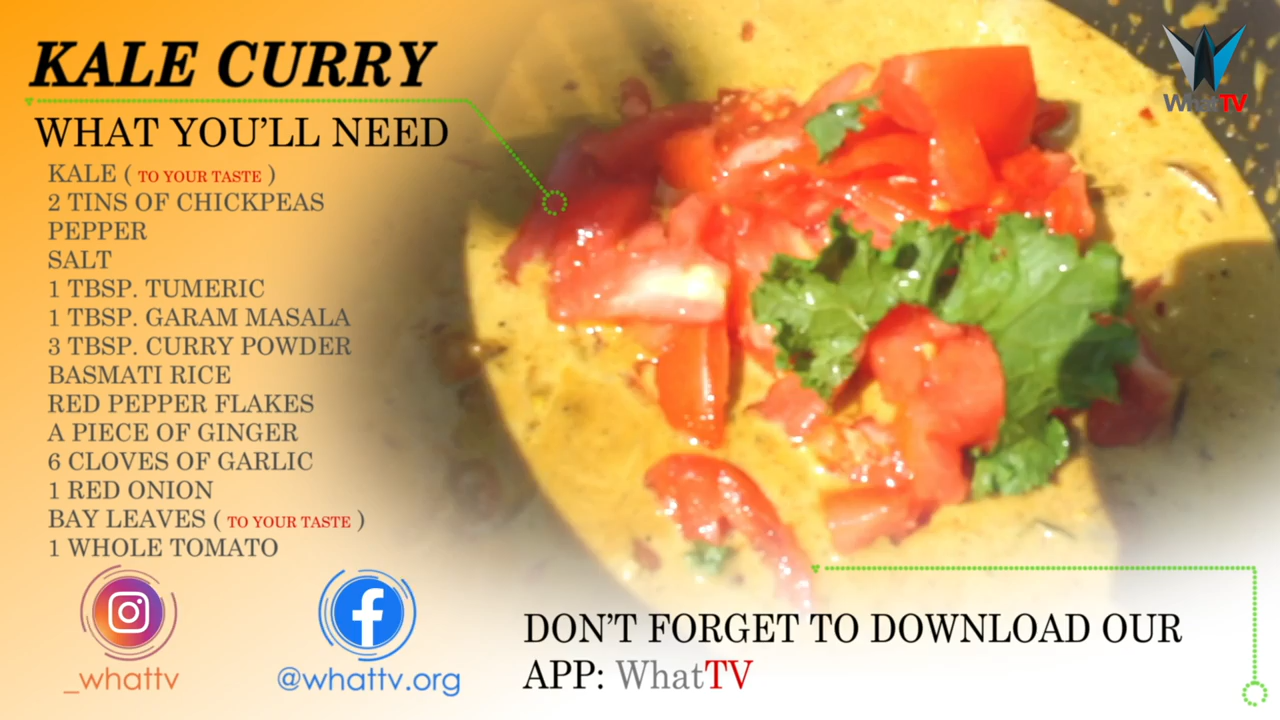 KALE CURRY
WhatTV
WHAT YOU'LL NEED
KALE ( TO YOUR TASTE )
2 TINS OF CHICKPEAS
PEPPER
SALT
1 TBSP. TUMERIC
1 TBSP. GARAM MASALA
3 TBSP. CURRY POWDER
BASMATI RICE
RED PEPPER FLAKES
A PIECE OF GINGER
6 CLOVES OF GARLIC
1 RED ONION
BAY LEAVES ( TO YOUR TASTE )
1 WHOLE TOMATO
_whattv
@whattv.org
DON'T FORGET TO DOWNLOAD OUR
APP: WhatTV